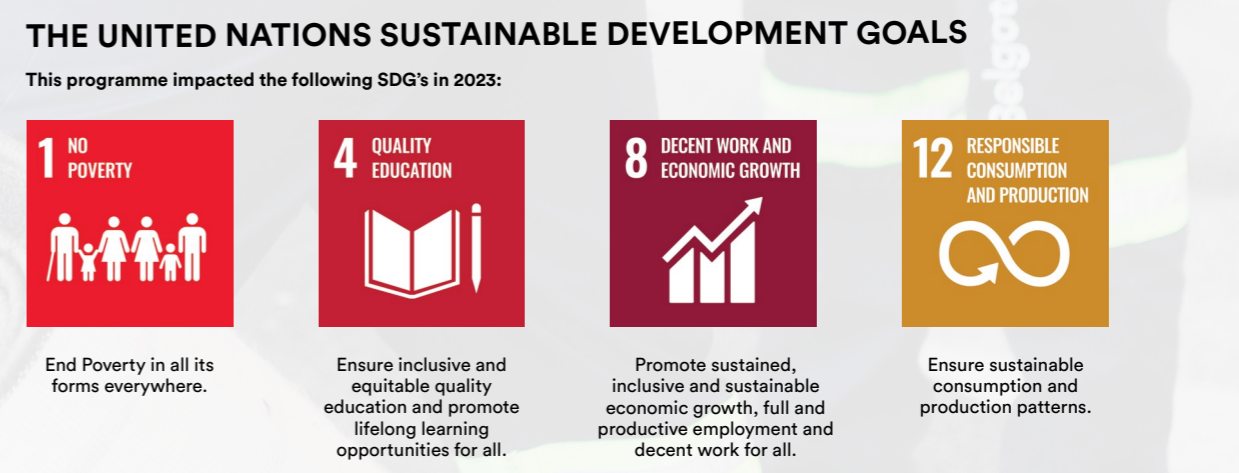 THE UNITED NATIONS SUSTAINABLE DEVELOPMENT GOALS
This programme impacted the following SDG's in 2023:
1 NO
POVERTY
End Poverty in all its
forms everywhere.
4 QUALITY
EDUCATION
Ensure inclusive and
equitable quality
education and promote
lifelong learning
opportunities for all.
8 DECENT WORK AND
ECONOMIC GROWTH
Promote sustained,
inclusive and sustainable
economic growth, full and
productive employment and
decent work for all.
12 RESPONSIBLE
CONSUMPTION
AND PRODUCTION
Ensure sustainable
consumption and
production patterns.